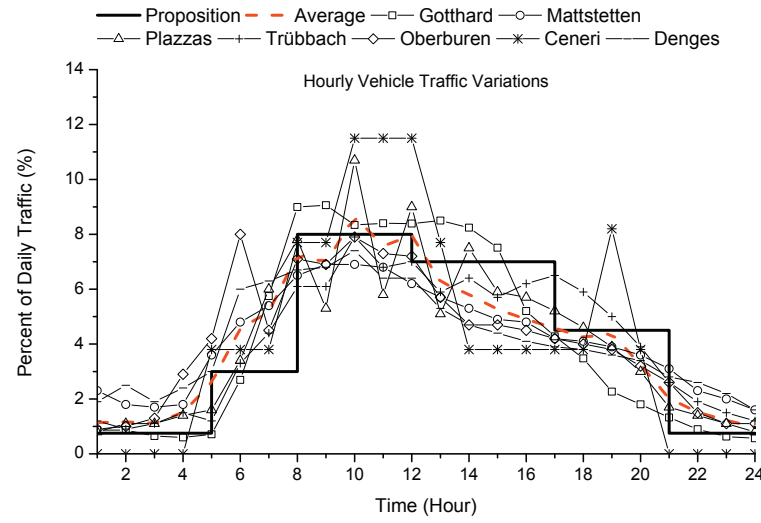 Proposition Average Gotthard Mattstetten
Plazzas Trübbach Oberburen Ceneri Denges
Hourly Vehicle Traffic Variations
14
12
10
8
6
4
2
0
Percent of Daily Traffic (%)
2 4 6 8 10 12 14 16 18 20 22 24
Time (Hour)